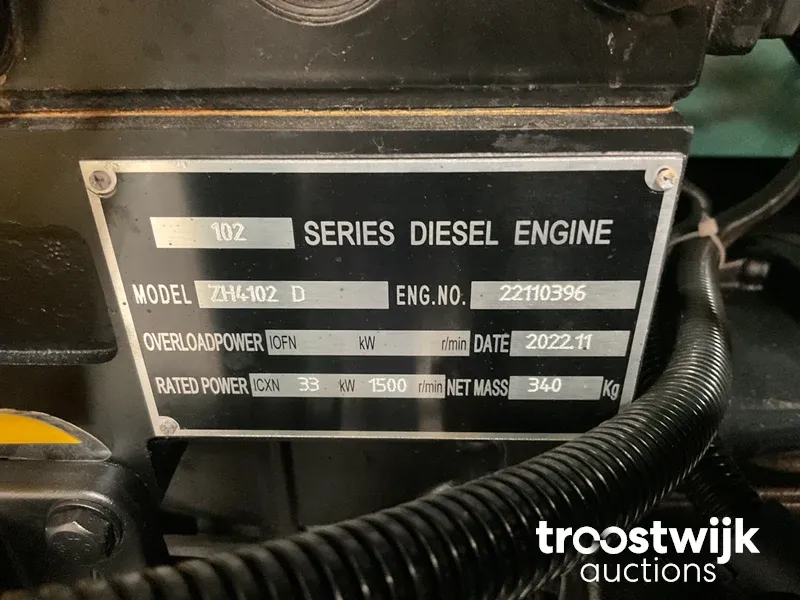 102 SERIES DIESEL ENGINE
MODEL ZH4102 D ENG.NO. 22110396
OVERLOADPOWER IOFN kW r/min DATE 2022.11
RATED POWER ICXN 33 kW 1500 r/min NET MASS 340 Kg
troostwijk
auctions